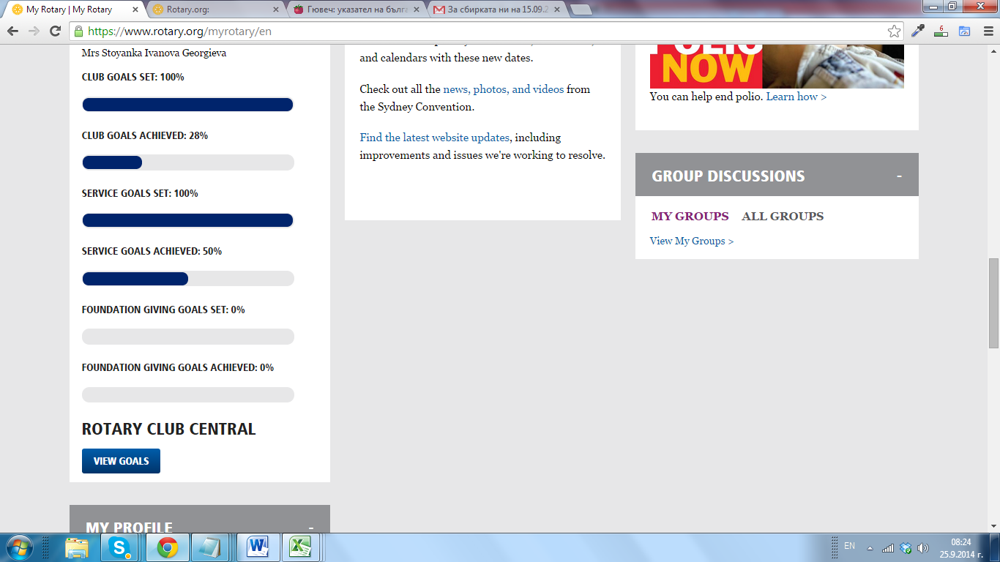 My Rotary | My Rotary
Rotary.org:
Гювеч: указател на бълга
За сбирката ни на 15.09.2
https://www.rotary.org/myrotary/en
6
Mrs Stoyanka Ivanova Georgieva
CLUB GOALS SET: 100%
CLUB GOALS ACHIEVED: 28%
SERVICE GOALS SET: 100%
SERVICE GOALS ACHIEVED: 50%
FOUNDATION GIVING GOALS SET: 0%
FOUNDATION GIVING GOALS ACHIEVED: 0%
ROTARY CLUB CENTRAL
VIEW GOALS
MY PROFILE -
and calendars with these new dates.
Check out all the news, photos, and videos from
the Sydney Convention.
Find the latest website updates, including
improvements and issues we're working to resolve.
POLIO
NOW
You can help end polio. Learn how >
GROUP DISCUSSIONS -
MY GROUPS ALL GROUPS
View My Groups >
EN
08:24
25.9.2014 г.